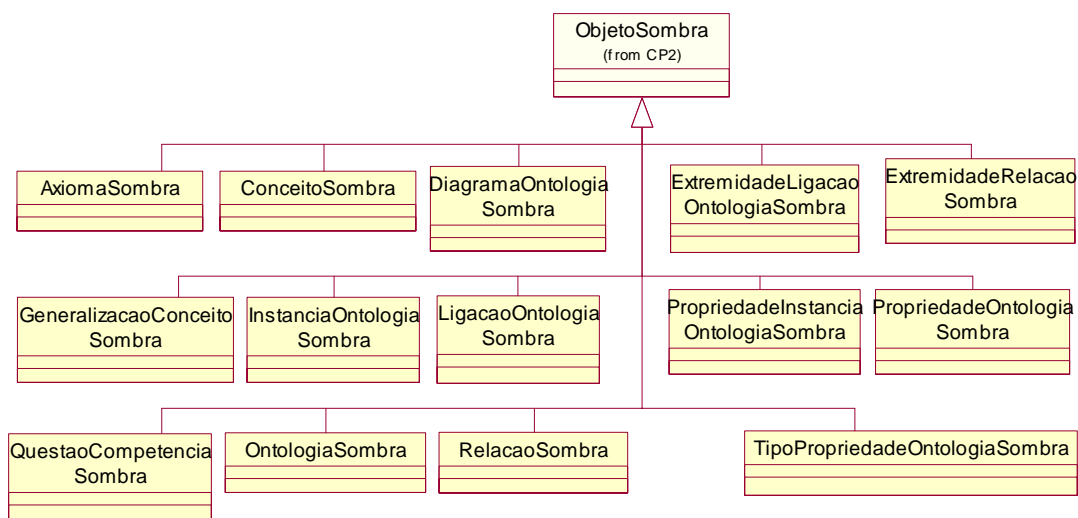 ObjetoSombra
(from CP2)
AxiomaSombra
ConceitoSombra
DiagramaOntologia
Sombra
ExtremidadeLigacao
OntologiaSombra
ExtremidadeRelacao
Sombra
GeneralizacaoConceito
Sombra
InstanciaOntologia
Sombra
LigacaoOntologia
Sombra
PropriedadeInstancia
OntologiaSombra
PropriedadeOntologia
Sombra
QuestaoCompetencia
Sombra
OntologiaSombra
RelacaoSombra
TipoPropriedadeOntologiaSombra